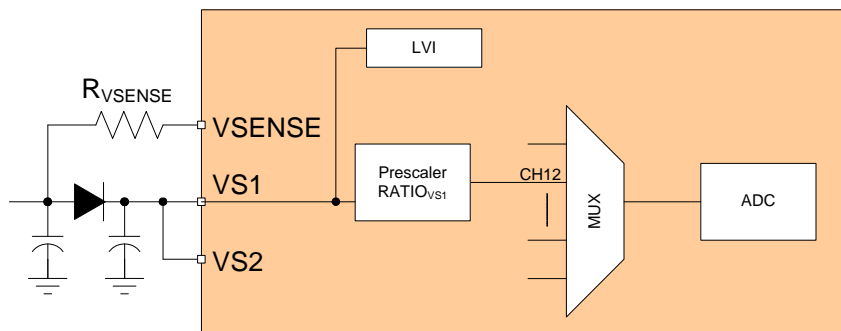 LVI
RVSENSE
VSENSE
VS1
Prescaler
RATIOVS1
CH12
MUX
ADC
VS2